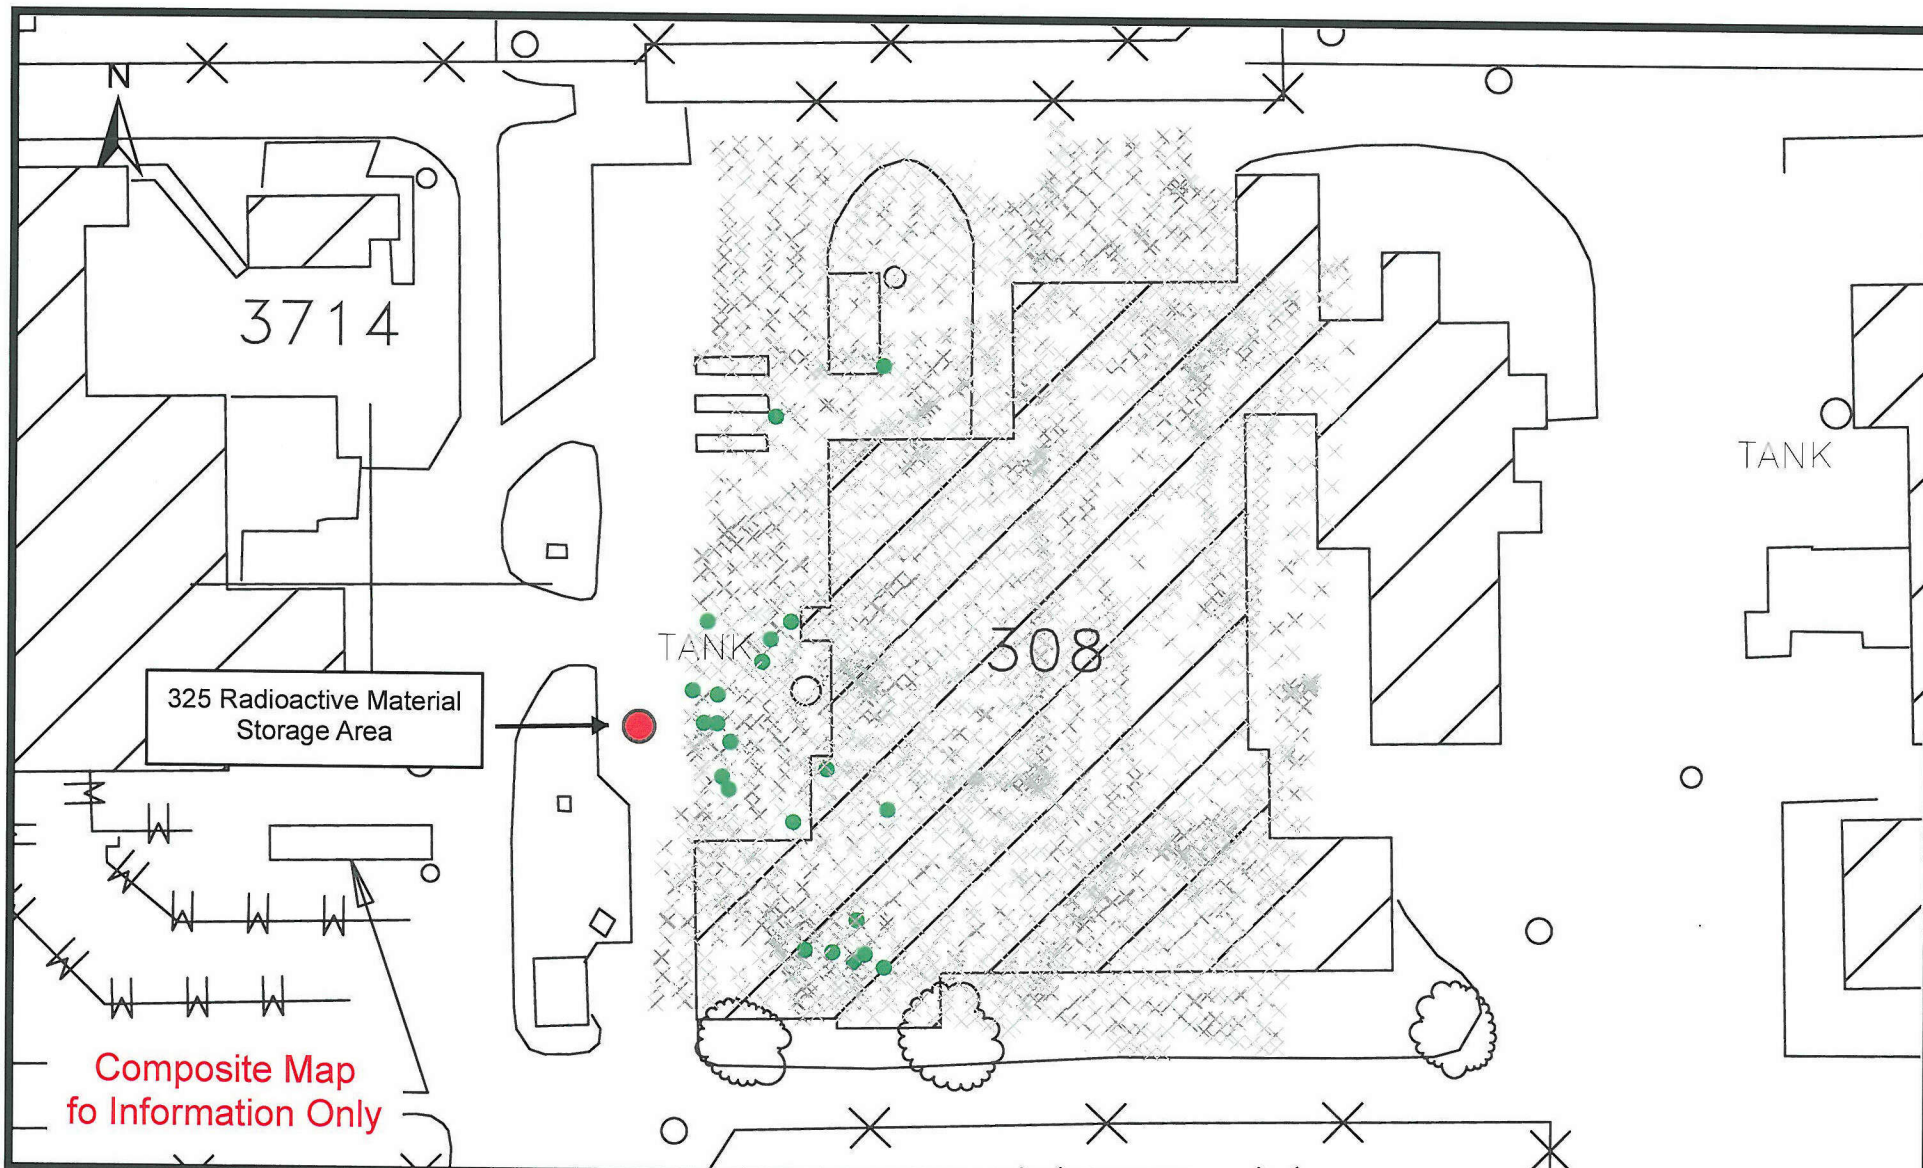 N
3714
TANK
TANK
308
325 Radioactive Material
Storage Area
Composite Map
fo Information Only